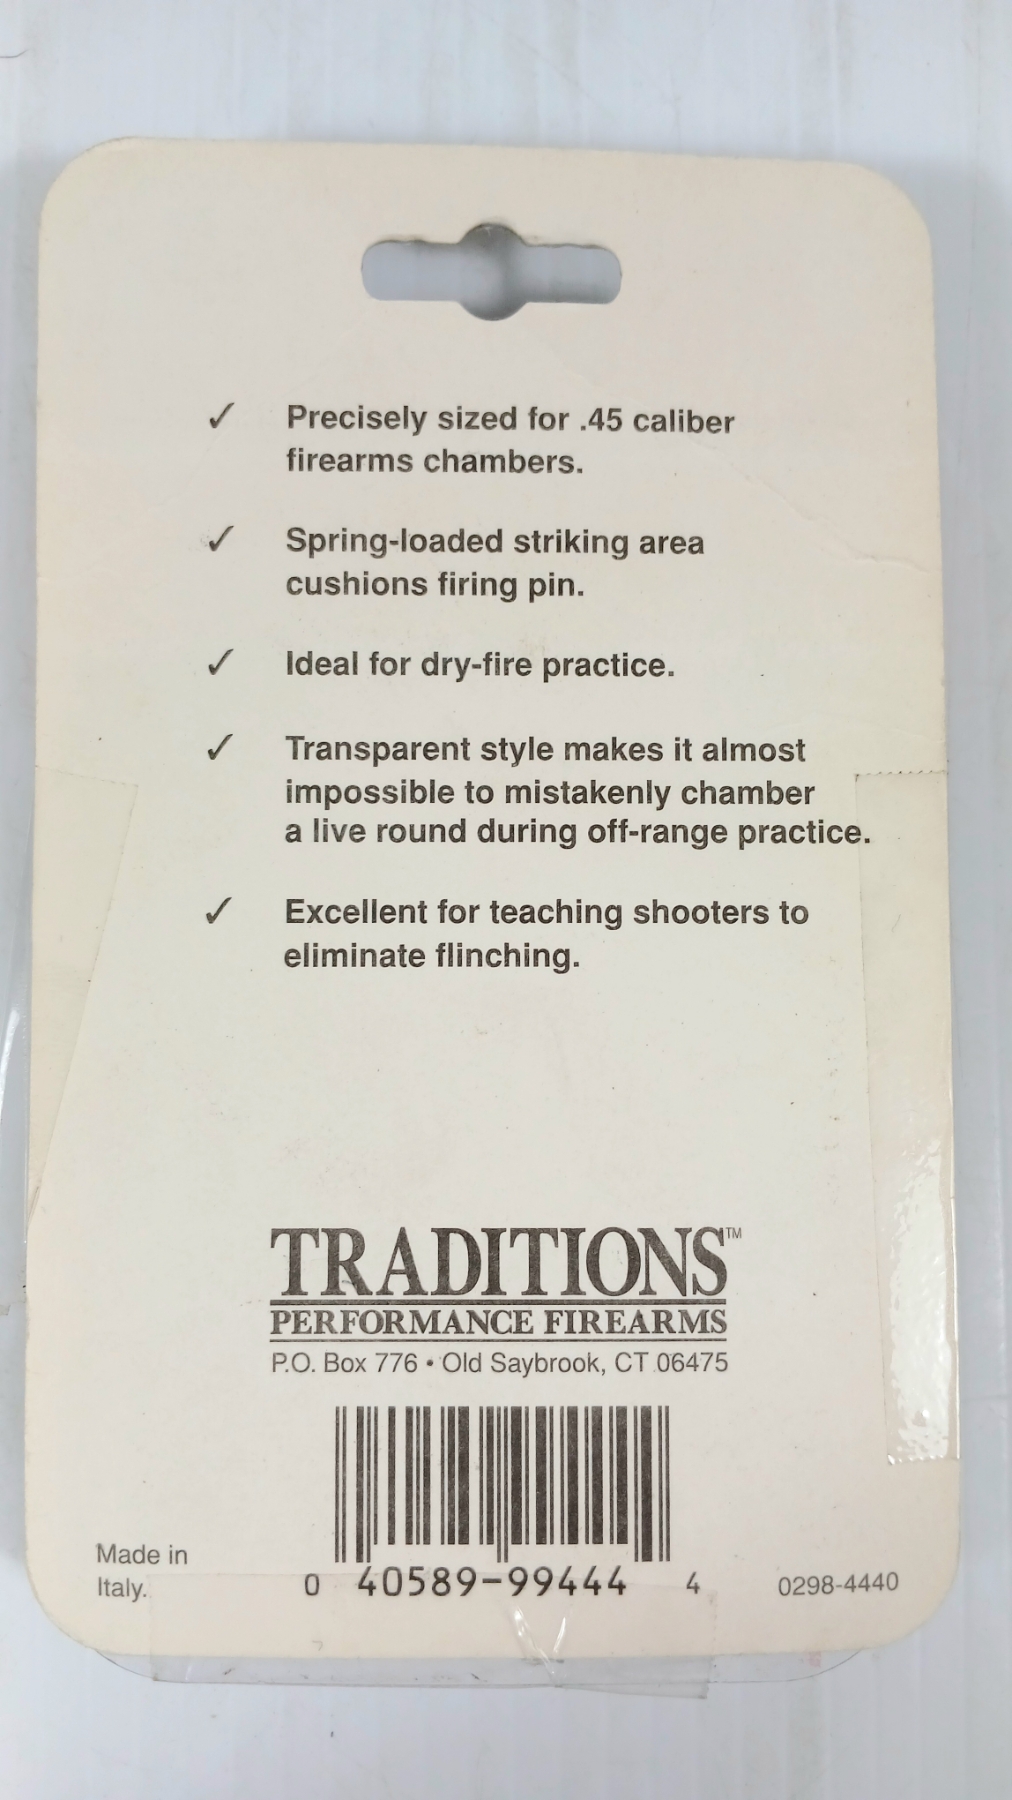 ✓ Precisely sized for .45 caliber
firearms chambers.
✓ Spring-loaded striking area
cushions firing pin.
✓ Ideal for dry-fire practice.
✓ Transparent style makes it almost
impossible to mistakenly chamber
a live round during off-range practice.
✓ Excellent for teaching shooters to
eliminate flinching.
TRADITIONS™
PERFORMANCE FIREARMS
P.O. Box 776 • Old Saybrook, CT 06475
Made in
Italy.
0 40589-99444 4
0298-4440